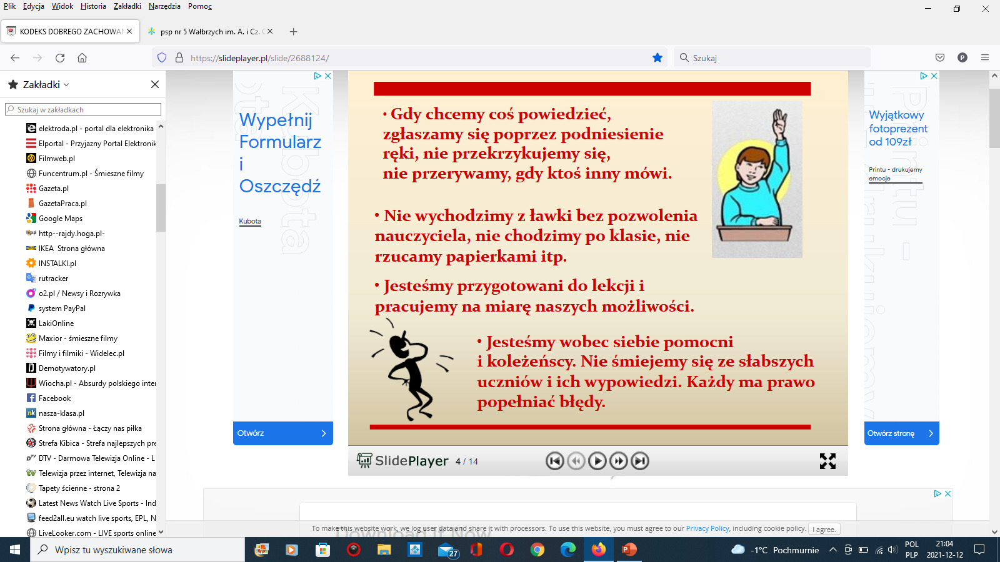 Plik Edycja Widok Historia Zakładki Narzędzia Pomoc
KODEKS DOBREGO ZACHOWAN
psp nr 5 Wałbrzych im. A. i Cz.
https://slideplayer.pl/slide/2688124/
Szukaj
Zakładki
Szukaj w zakładkach
elektroda.pl - portal dla elektronika
Elportal - Przyjazny Portal Elektronik
Filmweb.pl
Funcentrum.pl - Śmieszne filmy
Gazeta.pl
GazetaPraca.pl
Google Maps
http--rajdy.hoga.pl-
IKEA Strona główna
INSTALKI.pl
rutracker
o2.pl / Newsy i Rozrywka
system PayPal
LakiOnline
Maxior - śmieszne filmy
Filmy i filmiki - Widelec.pl
Demotywatory.pl
Wiocha.pl - Absurdy polskiego inter
Facebook
nasza-klasa.pl
Strona główna - Łączy nas piłka
Strefa Kibica - Strefa najlepszych pre
DTV - Darmowa Telewizja Online - L
Telewizja przez internet, Telewizja na
Tapety ścienne - strona 2
Latest News Watch Live Sports - Ind
feed2all.eu watch live sports, EPL, N
LiveLooker.com - LIVE sports online
Wypełnij
Formularz
i
Oszczędź
Kubota
Kubota
Otwórz
• Gdy chcemy coś powiedzieć,
zgłaszamy się poprzez podniesienie
ręki, nie przekrzykujemy się,
nie przerywamy, gdy ktoś inny mówi.
• Nie wychodzimy z ławki bez pozwolenia
nauczyciela, nie chodzimy po klasie, nie
rzucamy papierkami itp.
• Jesteśmy przygotowani do lekcji i
pracujemy na miarę naszych możliwości.
• Jesteśmy wobec siebie pomocni
i koleżeńscy. Nie śmiejemy się ze słabszych
uczniów i ich wypowiedzi. Każdy ma prawo
popełniać błędy.
SlidePlayer 4 / 14
Wyjątkowy
fotoprezent
od 109zł
Printu - drukujemy
emocje
Otwórz stronę
Download It Now
To make this website work, we log user data and share it with processors. To use this website, you must agree to our Privacy Policy, including cookie policy. I agree.
Wpisz tu wyszukiwane słowa
27
-1°C Pochmurnie
POL
PLP
21:04
2021-12-12